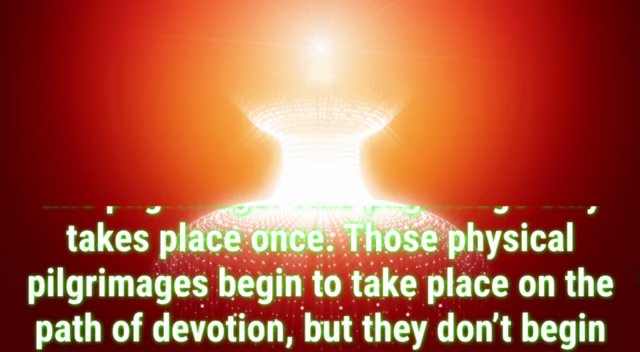 takes place once. Those physical
pilgrimages begin to take place on the
path of devotion, but they don’t begin